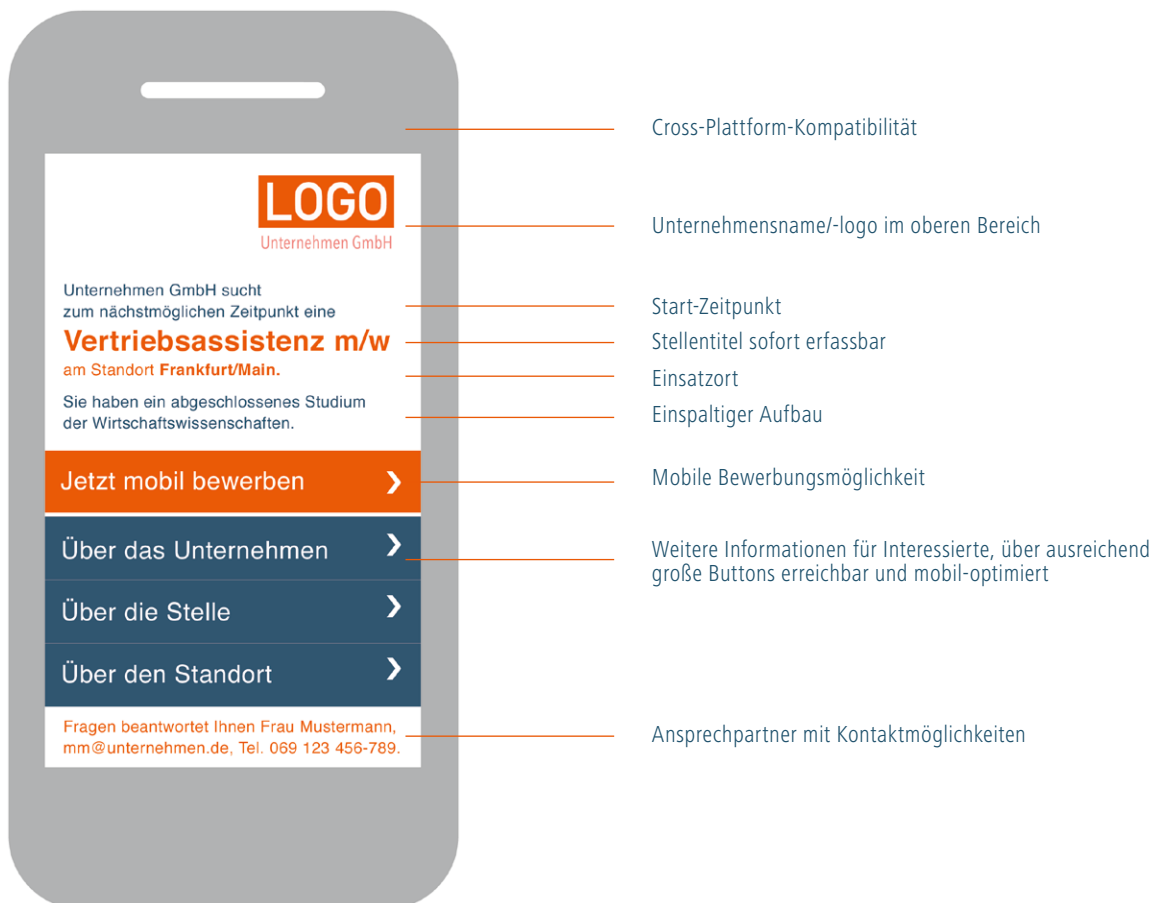 Cross-Plattform-Kompatibilität
LOGO
Unternehmen GmbH
Unternehmensname/-logo im oberen Bereich
Unternehmen GmbH sucht
zum nächstmöglichen Zeitpunkt eine
Start-Zeitpunkt
Vertriebsassistenz m/w
Stellentitel sofort erfassbar
am Standort Frankfurt/Main.
Einsatzort
Sie haben ein abgeschlossenes Studium
der Wirtschaftswissenschaften.
Einspaltiger Aufbau
Jetzt mobil bewerben
Mobile Bewerbungsmöglichkeit
Über das Unternehmen
Weitere Informationen für Interessierte, über ausreichend
große Buttons erreichbar und mobil-optimiert
Über die Stelle
Über den Standort
Fragen beantwortet Ihnen Frau Mustermann,
mm@unternehmen.de, Tel. 069 123 456-789.
Ansprechpartner mit Kontaktmöglichkeiten